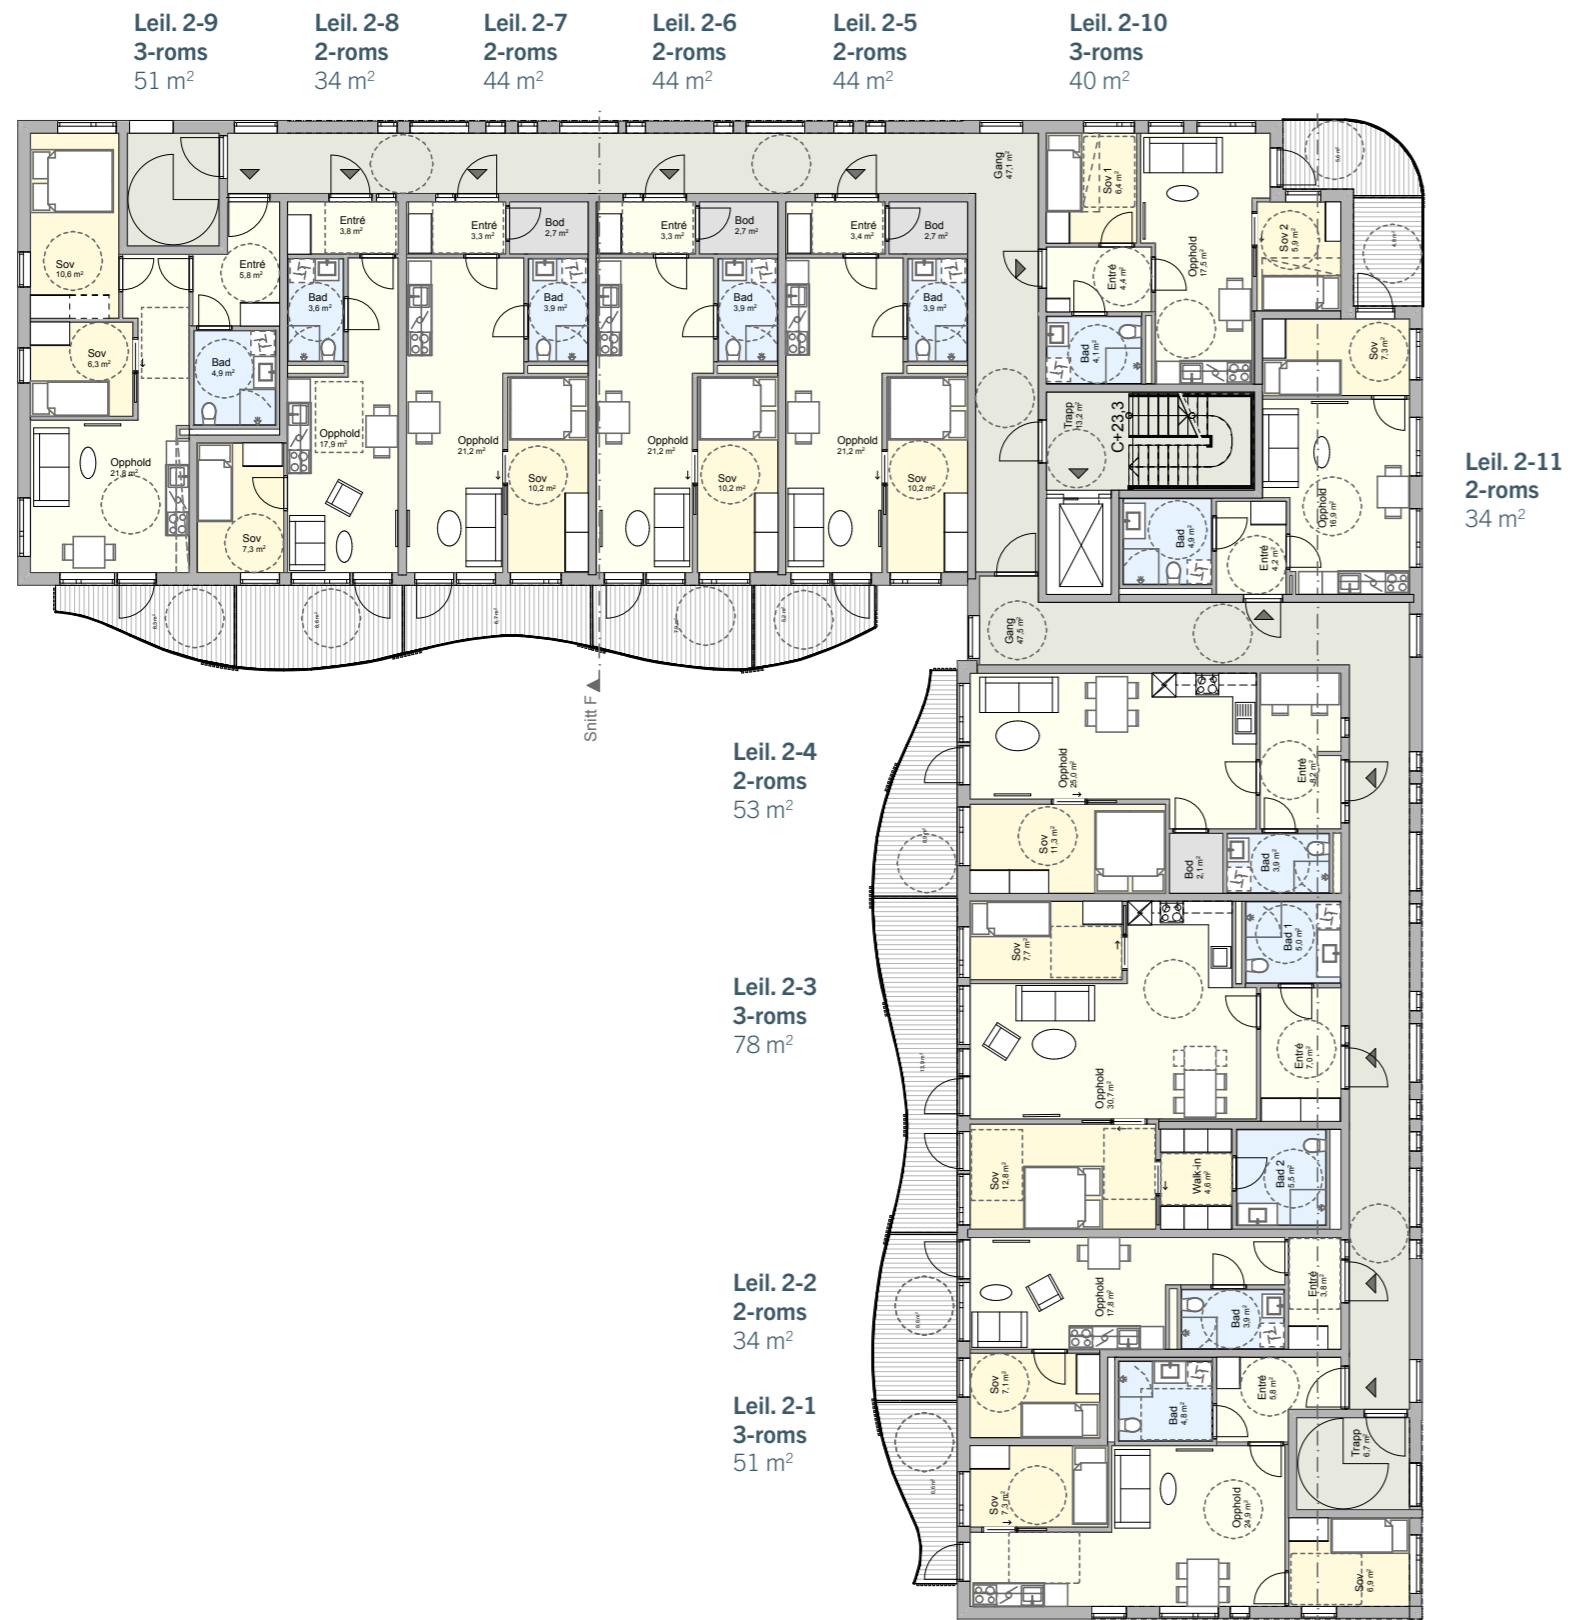 Leil. 2-9
3-roms
51 m²
Leil. 2-8
2-roms
34 m²
Leil. 2-7
2-roms
44 m²
Leil. 2-6
2-roms
44 m²
Leil. 2-5
2-roms
44 m²
Leil. 2-10
3-roms
40 m²
Sov
10,6 m²
Entré
5,8 m²
Sov
6,3 m²
Bad
4,9 m²
Opphold
21,8 m²
Sov
7,3 m²
Entré
3,8 m²
Bad
3,6 m²
Opphold
17,9 m²
Entré
3,3 m²
Bod
2,7 m²
Bad
3,9 m²
Opphold
21,2 m²
Sov
10,2 m²
Entré
3,3 m²
Bod
2,7 m²
Bad
3,9 m²
Opphold
21,2 m²
Sov
10,2 m²
Entré
3,4 m²
Bod
2,7 m²
Bad
3,9 m²
Opphold
21,2 m²
Sov
10,2 m²
Gang
47,1 m²
Sov 1
6,4 m²
Opphold
17,5 m²
Sov 2
5,9 m²
Entré
4,4 m²
Bad
4,1 m²
Trapp
13,2 m²
C+23,3
Sov
7,3 m²
Opphold
16,9 m²
Bad
4,9 m²
Entré
4,2 m²
Leil. 2-11
2-roms
34 m²
Gang
47,5 m²
Snitt F
Leil. 2-4
2-roms
53 m²
Opphold
25,0 m²
Entré
8,2 m²
Sov
11,3 m²
Bod
2,1 m²
Bad
3,9 m²
Leil. 2-3
3-roms
78 m²
Sov
7,7 m²
Bad 1
5,0 m²
Opphold
30,7 m²
Entré
7,0 m²
Sov
12,8 m²
Walk-in
4,6 m²
Bad 2
5,5 m²
Leil. 2-2
2-roms
34 m²
Opphold
17,8 m²
Bad
3,9 m²
Entré
3,8 m²
Sov
7,1 m²
Leil. 2-1
3-roms
51 m²
Bad
4,8 m²
Entré
5,8 m²
Trapp
6,7 m²
Sov
7,3 m²
Opphold
24,9 m²
Sov
6,9 m²